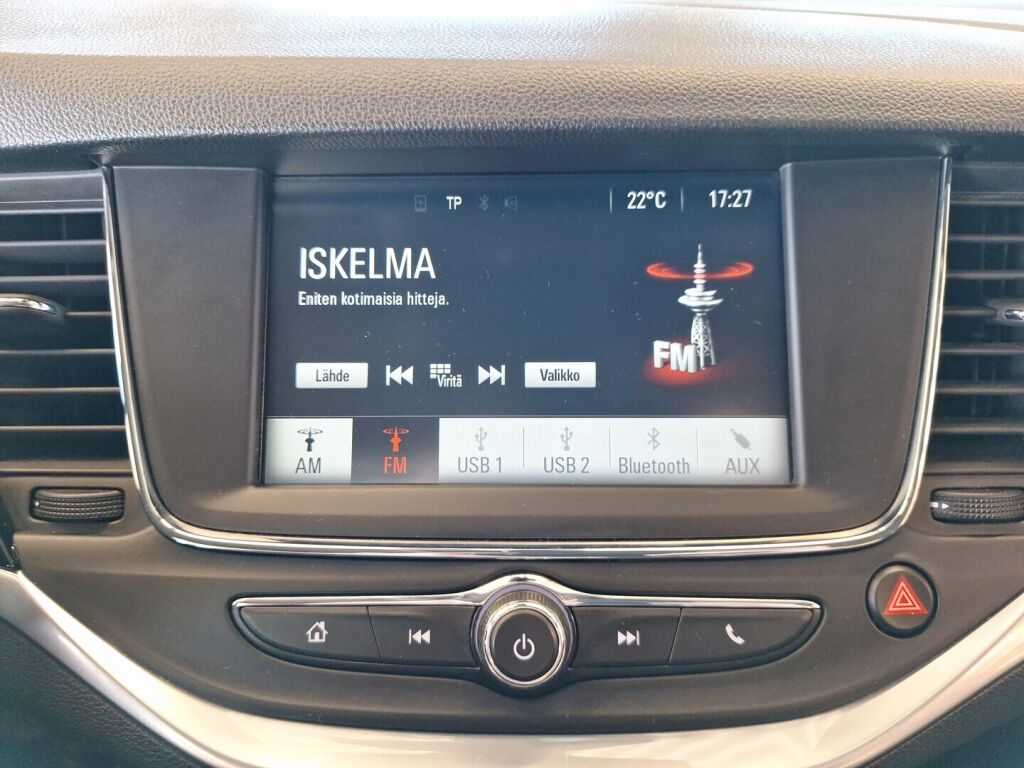 TP 22°C 17:27
ISKELMA
Eniten kotimaisia hittejä.
FM
Lähde Viritä Valikko
AM FM USB 1 USB 2 Bluetooth AUX